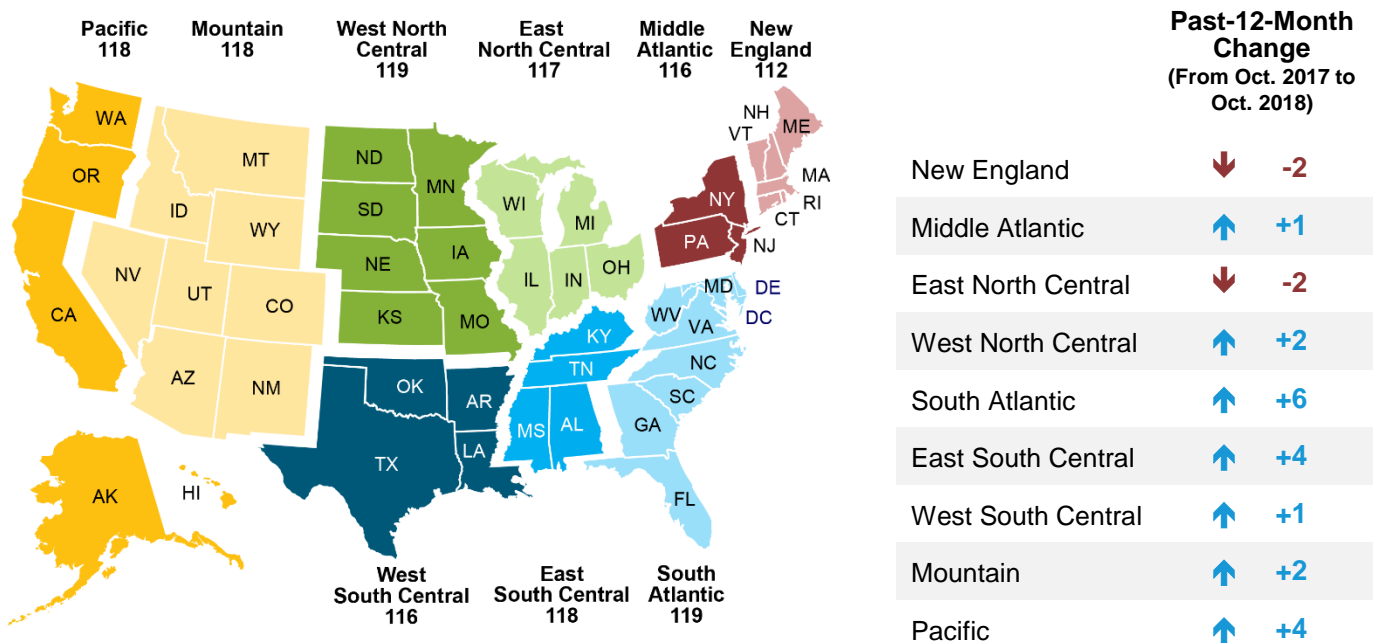 Pacific
118
Mountain
118
West North
Central
119
East
North Central
117
Middle
Atlantic
116
New
England
112
WA
OR
CA
AK
HI
MT
ID
WY
NV
UT
CO
AZ
NM
ND
SD
NE
KS
MN
IA
MO
WI
MI
IL
IN
OH
NY
PA
NJ
NH
VT
ME
MA
RI
CT
MD
DE
DC
WV
VA
NC
SC
GA
FL
KY
TN
MS
AL
OK
AR
TX
LA
West
South Central
116
East
South Central
118
South
Atlantic
119
Past-12-Month
Change
(From Oct. 2017 to
Oct. 2018)
New England -2
Middle Atlantic +1
East North Central -2
West North Central +2
South Atlantic +6
East South Central +4
West South Central +1
Mountain +2
Pacific +4